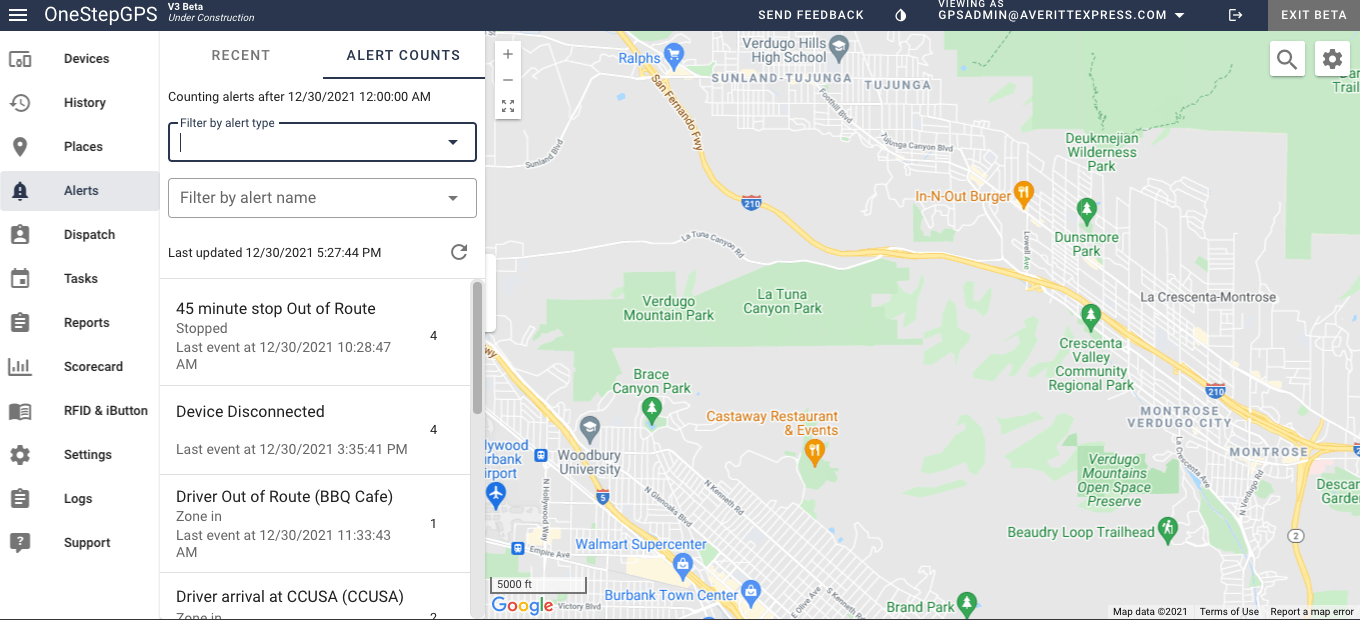 OneStepGPS
V3 Beta
Under Construction
SEND FEEDBACK
VIEWING AS
GPSADMIN@AVERITTEXPRESS.COM
EXIT BETA
Devices
History
Places
Alerts
Dispatch
Tasks
Reports
Scorecard
RFID & iButton
Settings
Logs
Support
RECENT
ALERT COUNTS
Counting alerts after 12/30/2021 12:00:00 AM
Filter by alert type
Filter by alert name
Last updated 12/30/2021 5:27:44 PM
45 minute stop Out of Route
Stopped
Last event at 12/30/2021 10:28:47
AM
4
Device Disconnected
Last event at 12/30/2021 3:35:41 PM
4
Driver Out of Route (BBQ Cafe)
Zone in
Last event at 12/30/2021 11:33:43
AM
1
Driver arrival at CCUSA (CCUSA)
Zone in
2
Ralphs
Verdugo Hills
High School
SUNLAND-TUJUNGA
TUJUNGA
San Fernando Fwy
Foothill Blvd
Sunland Blvd
Tujunga Canyon Blvd
Deukmejian
Wilderness
Park
Trail
In-N-Out Burger
210
Dunsmore
Park
Lowell Ave
La Tuna Canyon Rd
Verdugo
Mountain Park
La Tuna
Canyon Park
La Crescenta-Montrose
Crescenta
Valley
Community
Regional Park
wy
Brace
Canyon Park
210
Castaway Restaurant
& Events
MONTROSE
VERDUGO CITY
MONTROSE
lywood
urbank
irport
Woodbury
University
La Crescenta Ave
N Verdugo Rd
Verdugo
Mountains
Open Space
Preserve
Descan
Garde
5
N Hollywood Way
N Glenoaks Blvd
N Kenneth Rd
Beaudry Loop Trailhead
2
Empire Ave
Walmart Supercenter
5000 ft
Google
Victory Blvd
Burbank Town Center
E Olive Ave
S Kenneth Rd
Brand Park
Map data ©2021
Terms of Use
Report a map error